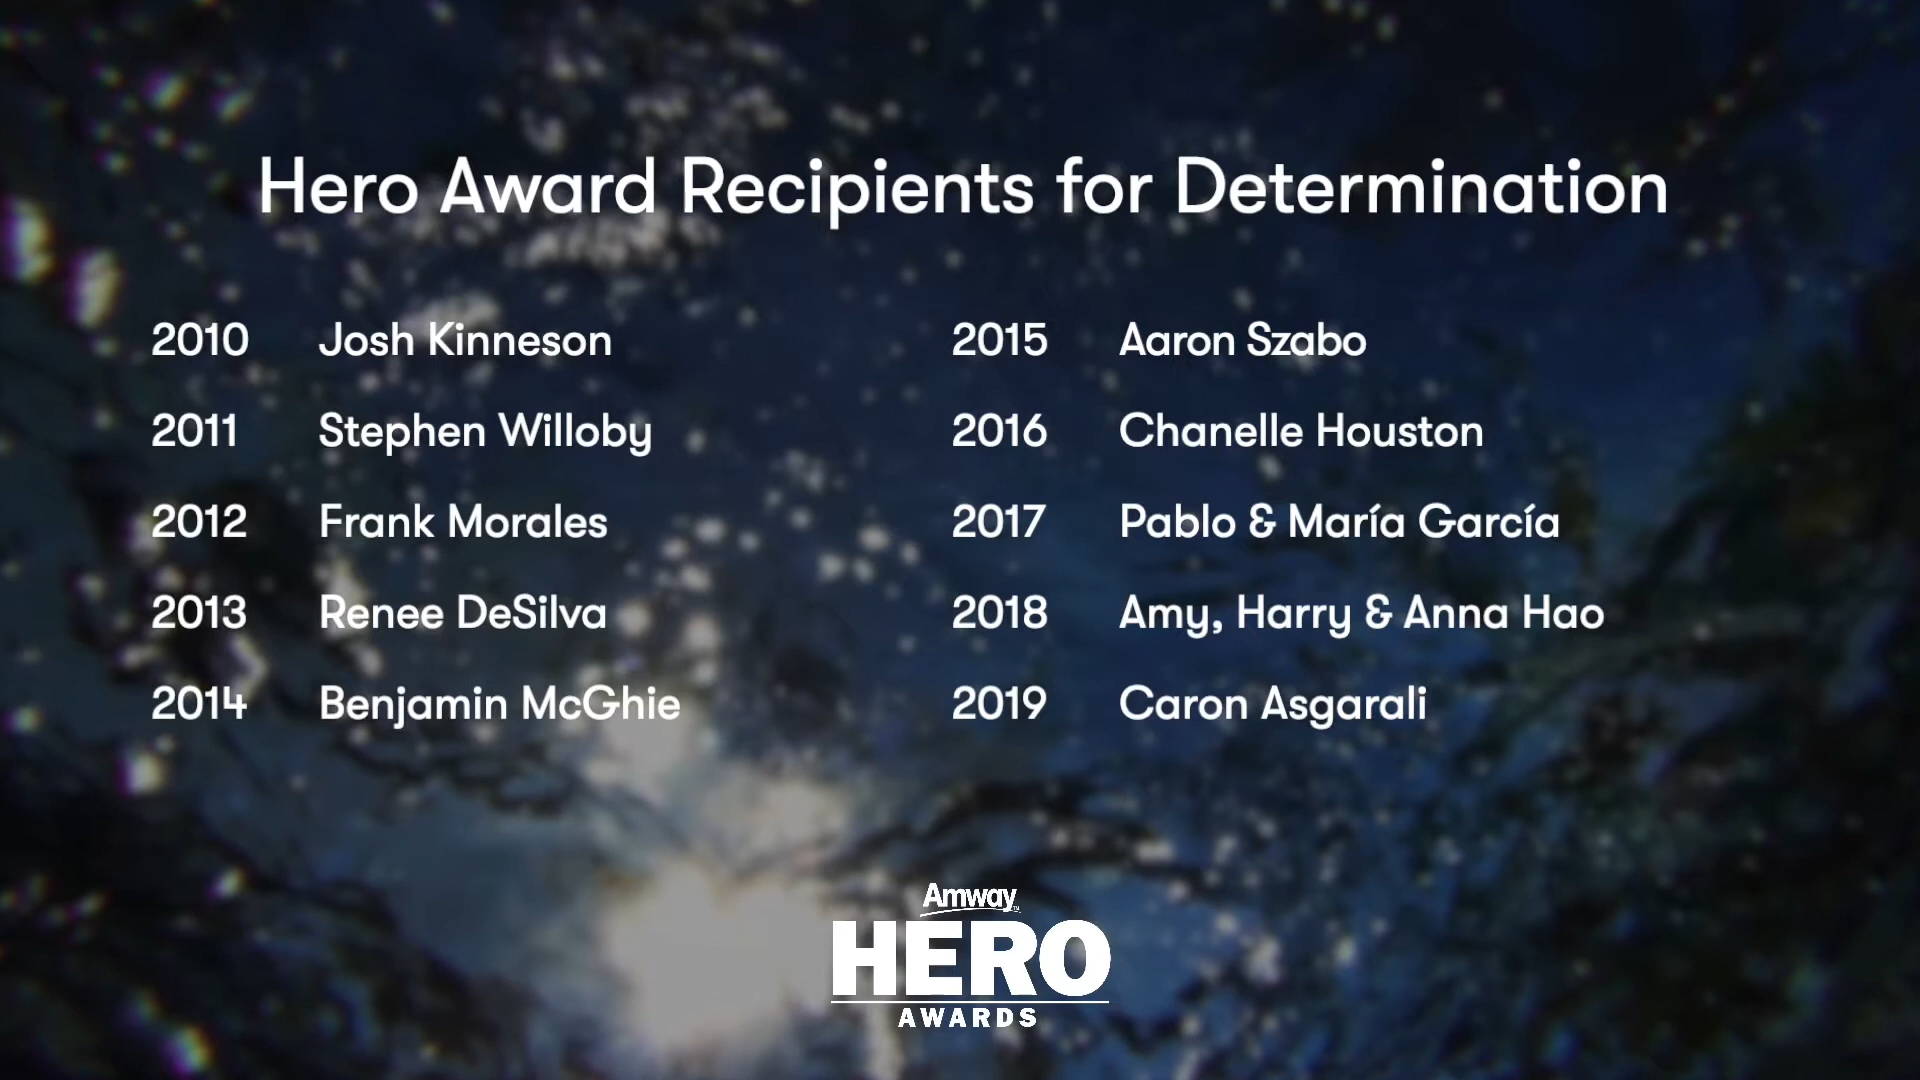 Hero Award Recipients for Determination
2010 Josh Kinneson
2011 Stephen Willoby
2012 Frank Morales
2013 Renee DeSilva
2014 Benjamin McGhie
2015 Aaron Szabo
2016 Chanelle Houston
2017 Pablo & María García
2018 Amy, Harry & Anna Hao
2019 Caron Asgarali
Amway™
HERO
AWARDS